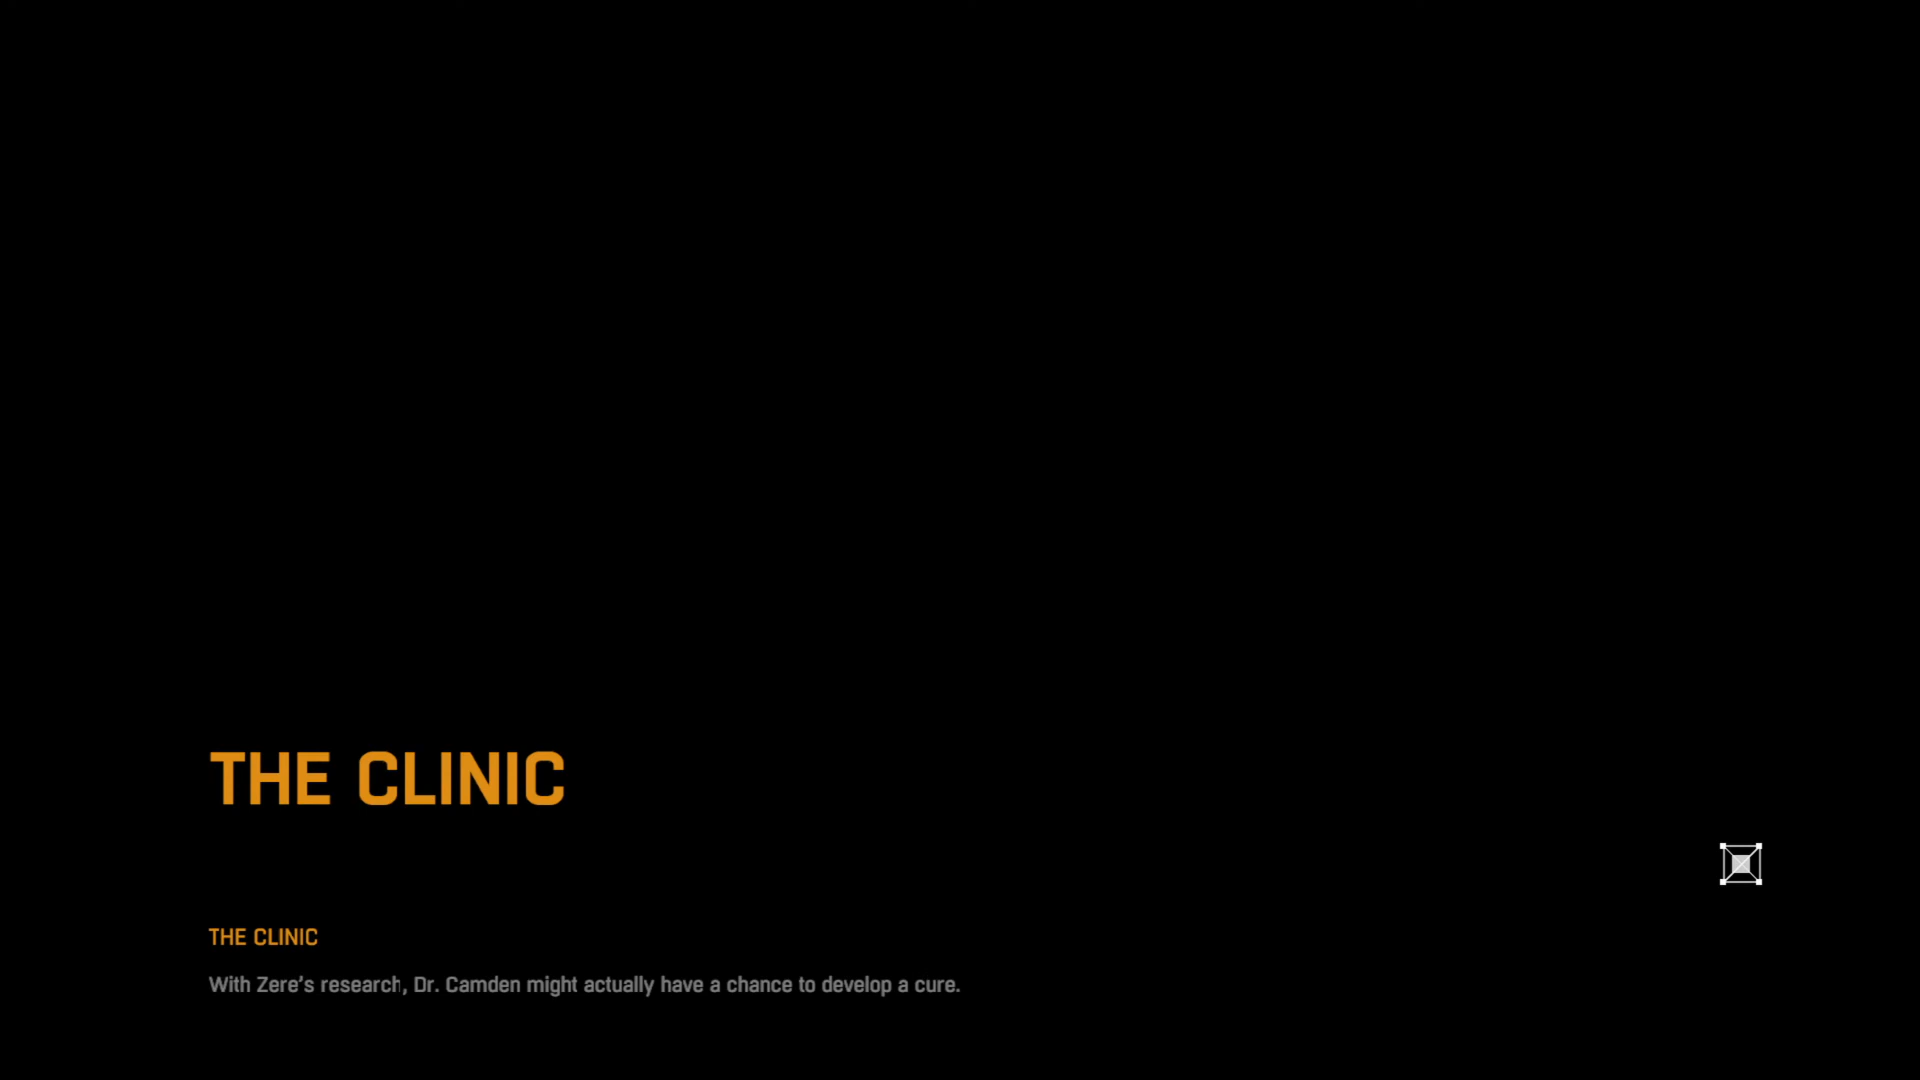 THE CLINIC
THE CLINIC
With Zere's research, Dr. Camden might actually have a chance to develop a cure.